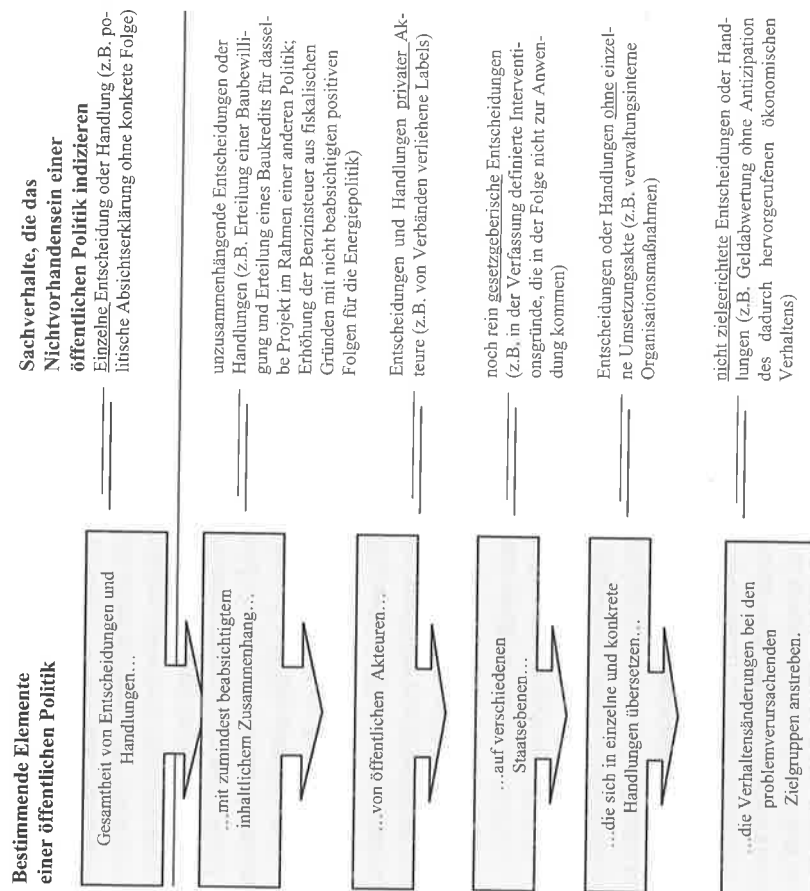 Bestimmende Elemente
einer öffentlichen Politik
Sachverhalte, die das
Nichtvorhandensein einer
öffentlichen Politik indizieren
Gesamtheit von Entscheidungen und
Handlungen…
Einzelne Entscheidung oder Handlung (z.B. po-
litische Absichtserklärung ohne konkrete Folge)
…mit zumindest beabsichtigtem
inhaltlichem Zusammenhang…
unzusammenhängende Entscheidungen oder
Handlungen (z.B. Erteilung einer Baubewilli-
gung und Erteilung eines Baukredits für dassel-
be Projekt im Rahmen einer anderen Politik;
Erhöhung der Benzinsteuer aus fiskalischen
Gründen mit nicht beabsichtigten positiven
Folgen für die Energiepolitik)
…von öffentlichen Akteuren…
Entscheidungen und Handlungen privater Ak-
teure (z.B. von Verbänden verliehene Labels)
…auf verschiedenen
Staatsebenen…
noch rein gesetzgeberische Entscheidungen
(z.B. in der Verfassung definierte Interventi-
onsgründe, die in der Folge nicht zur Anwen-
dung kommen)
…die sich in einzelne und konkrete
Handlungen übersetzen…
Entscheidungen oder Handlungen ohne einzel-
ne Umsetzungsakte (z.B. verwaltungsinterne
Organisationsmaßnahmen)
…die Verhaltensänderungen bei den
problemverursachenden
Zielgruppen anstreben.
nicht zielgerichtete Entscheidungen oder Hand-
lungen (z.B. Geldabwertung ohne Antizipation
des dadurch hervorgerufenen ökonomischen
Verhaltens)